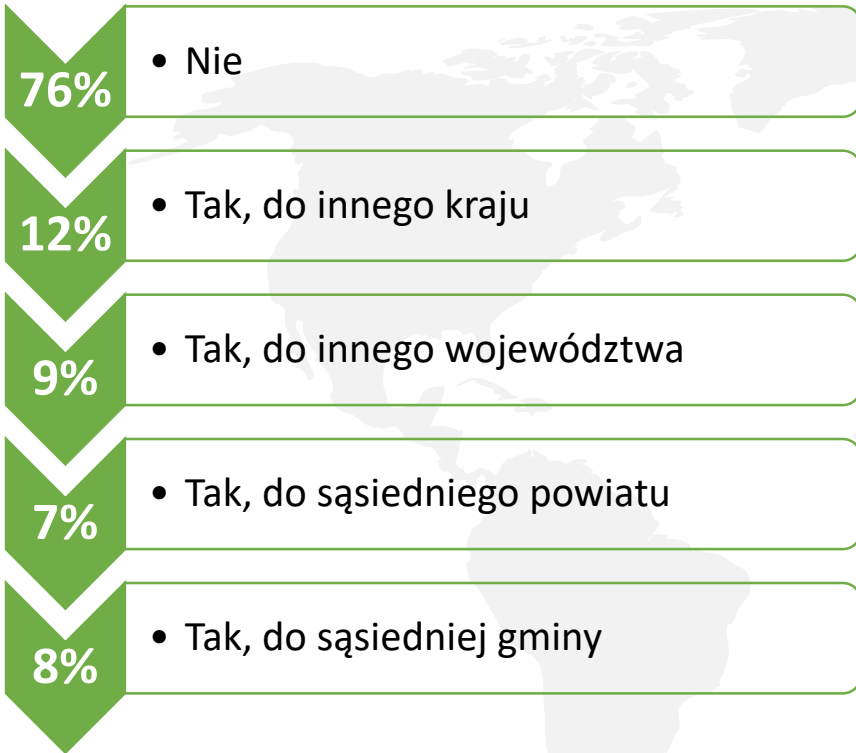 76%
• Nie
12%
• Tak, do innego kraju
9%
• Tak, do innego województwa
7%
• Tak, do sąsiedniego powiatu
8%
• Tak, do sąsiedniej gminy